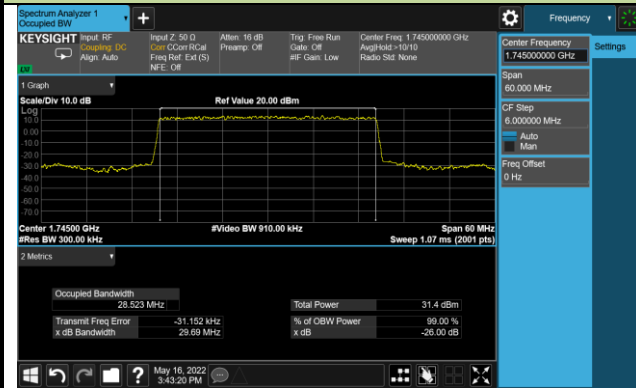 Spectrum Analyzer 1
Occupied BW
Frequency
KEYSIGHT
Input: RF
Coupling: DC
Align: Auto
Input Z: 50 Ω
Corr CCorr RCal
Freq Ref: Ext (S)
NFE: Off
Atten: 16 dB
Preamp: Off
Trig: Free Run
Gate: Off
#IF Gain: Low
Center Freq: 1.745000000 GHz
Avg|Hold:>10/10
Radio Std: None
1 Graph
Scale/Div 10.0 dB
Ref Value 20.00 dBm
Log
10.0
0.00
-10.0
-20.0
-30.0
-40.0
-50.0
-60.0
-70.0
Center 1.74500 GHz
#Video BW 910.00 kHz
Span 60 MHz
#Res BW 300.00 kHz
Sweep 1.07 ms (2001 pts)
2 Metrics
Occupied Bandwidth
28.523 MHz
Total Power
31.4 dBm
Transmit Freq Error
-31.152 kHz
% of OBW Power
99.00 %
x dB Bandwidth
29.69 MHz
x dB
-26.00 dB
May 16, 2022
3:43:20 PM
Center Frequency
1.745000000 GHz
Settings
Span
60.000 MHz
CF Step
6.000000 MHz
Auto
Man
Freq Offset
0 Hz